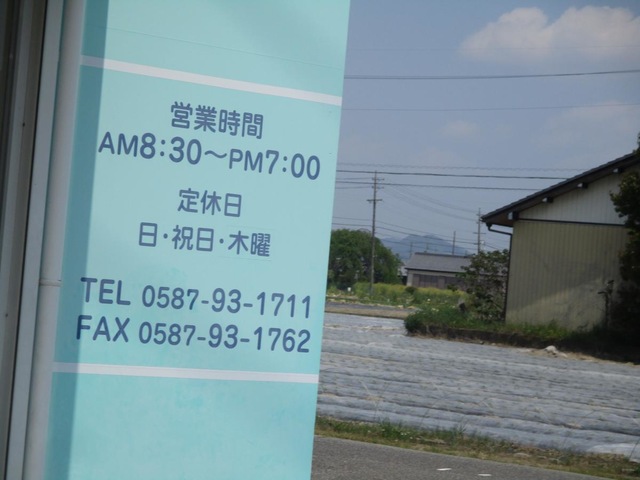 営業時間
AM8:30～PM7:00
定休日
日・祝日・木曜
TEL 0587-93-1711
FAX 0587-93-1762